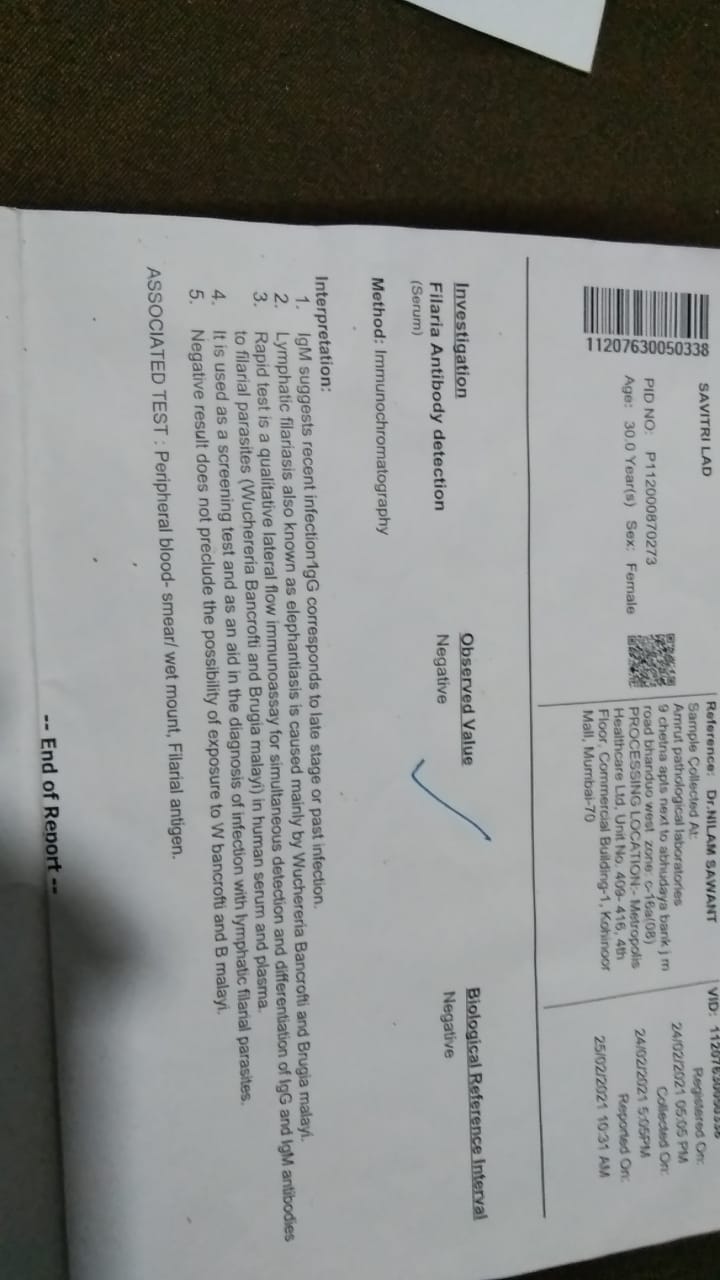 11207630050338
SAVITRI LAD
PID NO: P112000870273
Age: 30.0 Year(s) Sex: Female
Reference: Dr.NILAM SAWANT
Sample Collected At:
Amrut pathological laboratories
9 chetna apts next to abhudaya bank j m
road bhanduo west zone: c-16a(08)
PROCESSING LOCATION:- Metropolis
Healthcare Ltd, Unit No. 409- 416, 4th
Floor, Commercial Building-1, Kohinoor
Mall, Mumbai-70
VID:
Registered On:
24/02/2021 05:05 PM
Collected On:
24/02/2021 5:05PM
Reported On:
25/02/2021 10:31 AM
Investigation Observed Value Biological Reference Interval
Filaria Antibody detection Negative Negative
(Serum)
Method: Immunochromatography
Interpretation:
1. IgM suggests recent infection1gG corresponds to late stage or past infection.
2. Lymphatic filariasis also known as elephantiasis is caused mainly by Wuchereria Bancrofti and Brugia malayi.
3. Rapid test is a qualitative lateral flow immunoassay for simultaneous detection and differentiation of IgG and IgM antibodies
to filarial parasites (Wuchereria Bancrofti and Brugia malayi) in human serum and plasma.
4. It is used as a screening test and as an aid in the diagnosis of infection with lymphatic filarial parasites.
5. Negative result does not preclude the possibility of exposure to W bancrofti and B malayi.
ASSOCIATED TEST : Peripheral blood- smear/ wet mount, Filarial antigen.
-- End of Report --